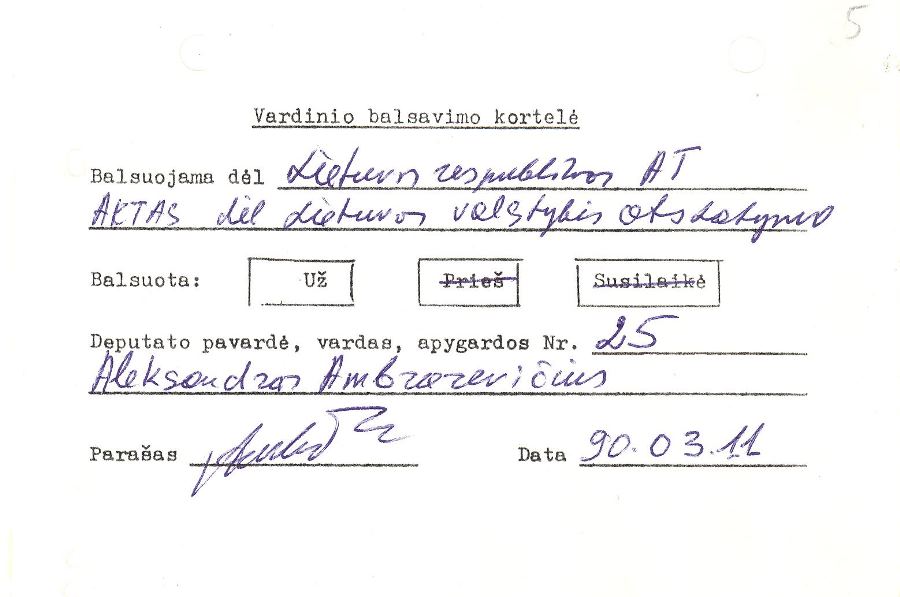 5
Vardinio balsavimo kortelė
Balsuojama dėl Lietuvos respublikos AT
AKTAS dėl Lietuvos valstybės atstatymo
Balsuota: Už Prieš Susilaikė
Deputato pavardė, vardas, apygardos Nr. 25
Aleksandras Ambrazevičius
Parašas
Data 90.03.11